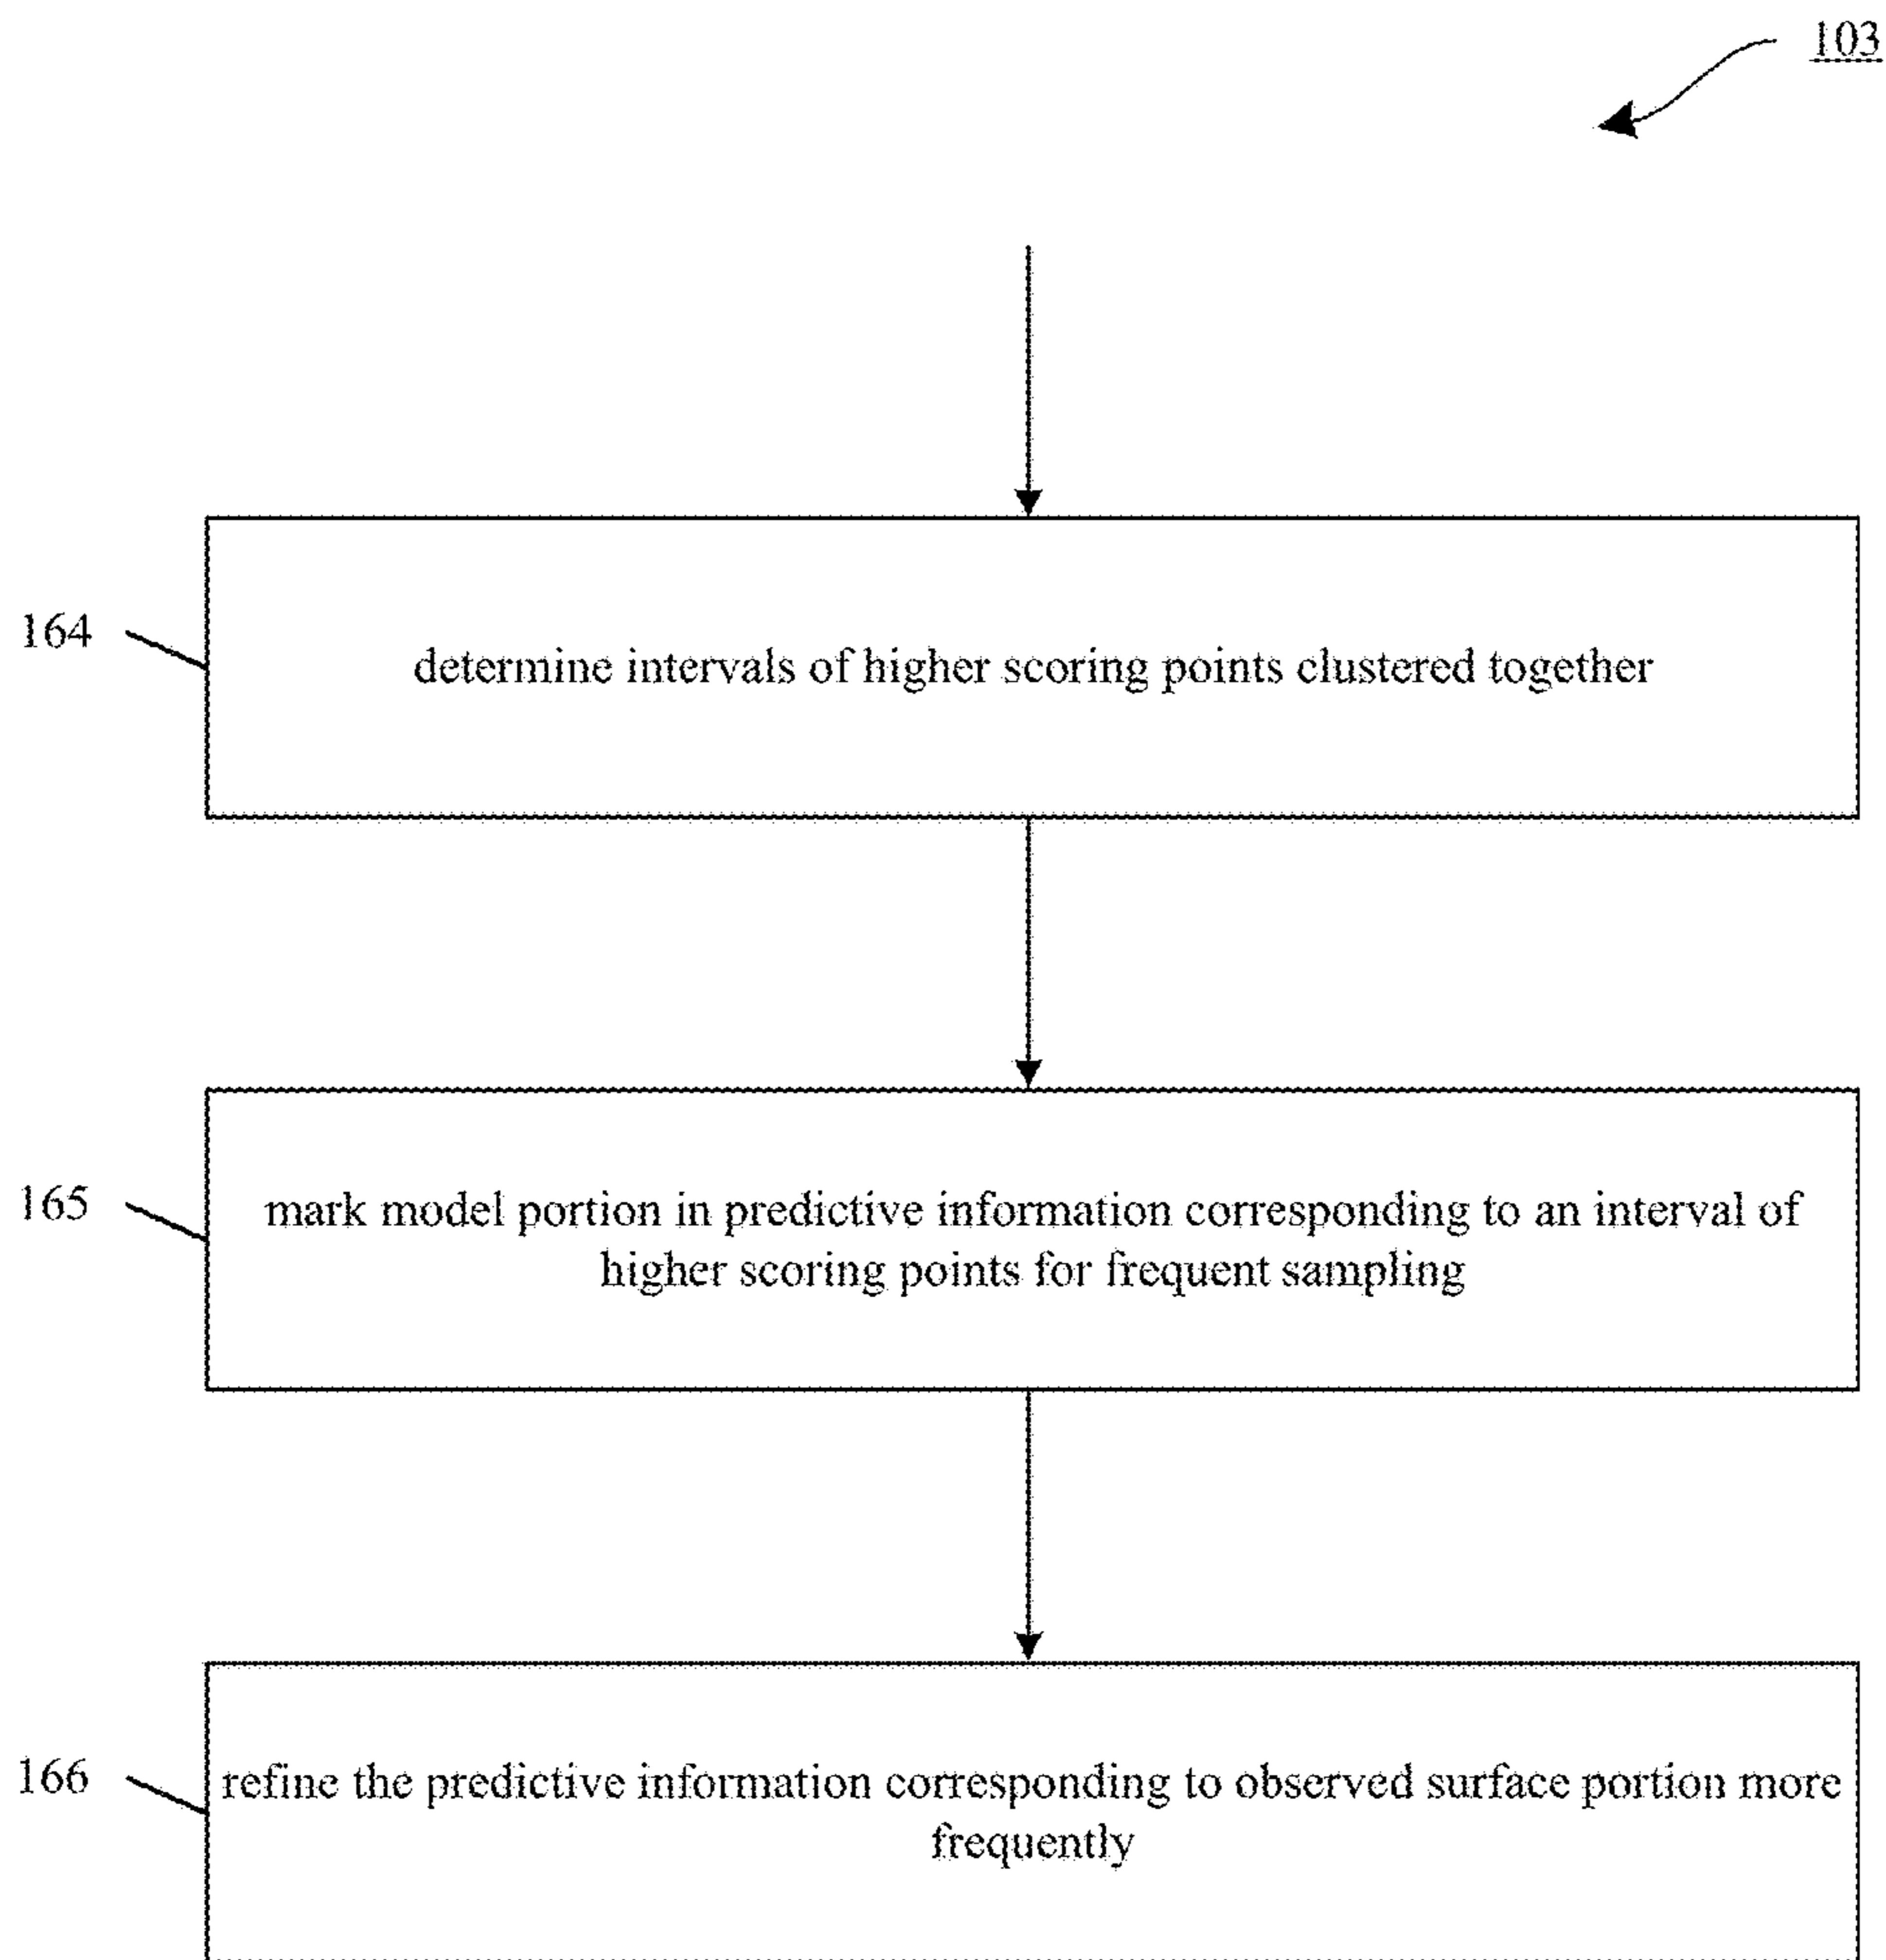 103
164
determine intervals of higher scoring points clustered together
165
mark model portion in predictive information corresponding to an interval of
higher scoring points for frequent sampling
166
refine the predictive information corresponding to observed surface portion more
frequently